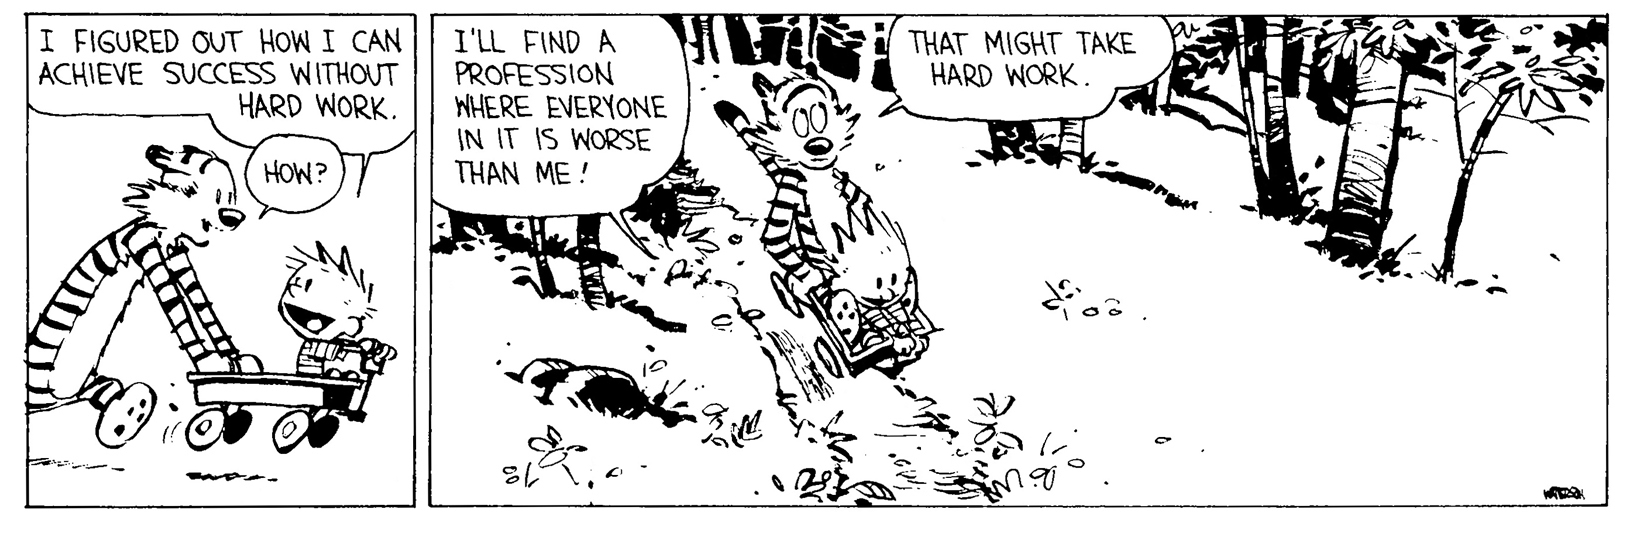 I FIGURED OUT HOW I CAN
ACHIEVE SUCCESS WITHOUT
HARD WORK.
HOW?
I'LL FIND A
PROFESSION
WHERE EVERYONE
IN IT IS WORSE
THAN ME!
THAT MIGHT TAKE
HARD WORK.